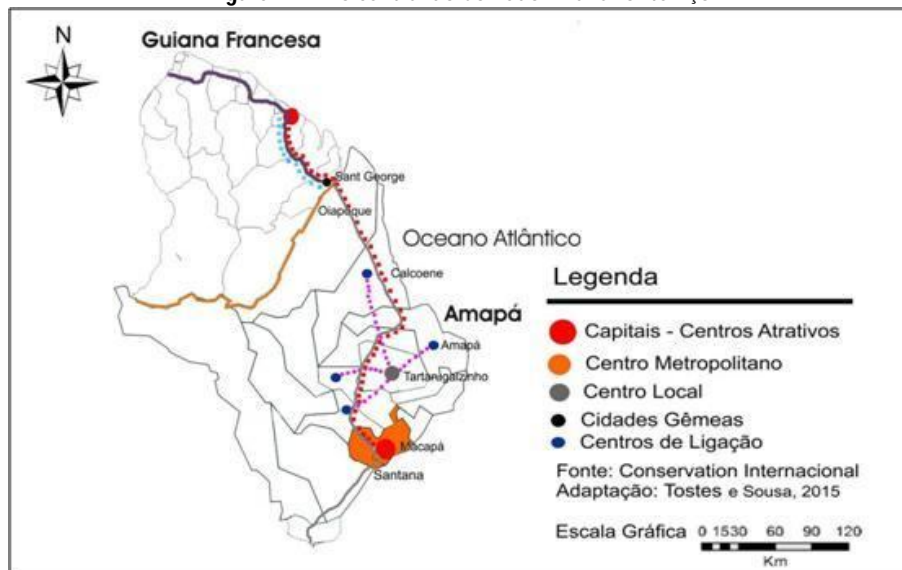 N
Guiana Francesa
Sant George
Oiapoque
Oceano Atlântico
Calcoene
Amapá
Amapá
Tartarugalzinho
Macapá
Santana
Legenda
Capitais - Centros Atrativos
Centro Metropolitano
Centro Local
Cidades Gêmeas
Centros de Ligação
Fonte: Conservation Internacional
Adaptação: Tostes e Sousa, 2015
Escala Gráfica 0 1530 60 90 120
Km